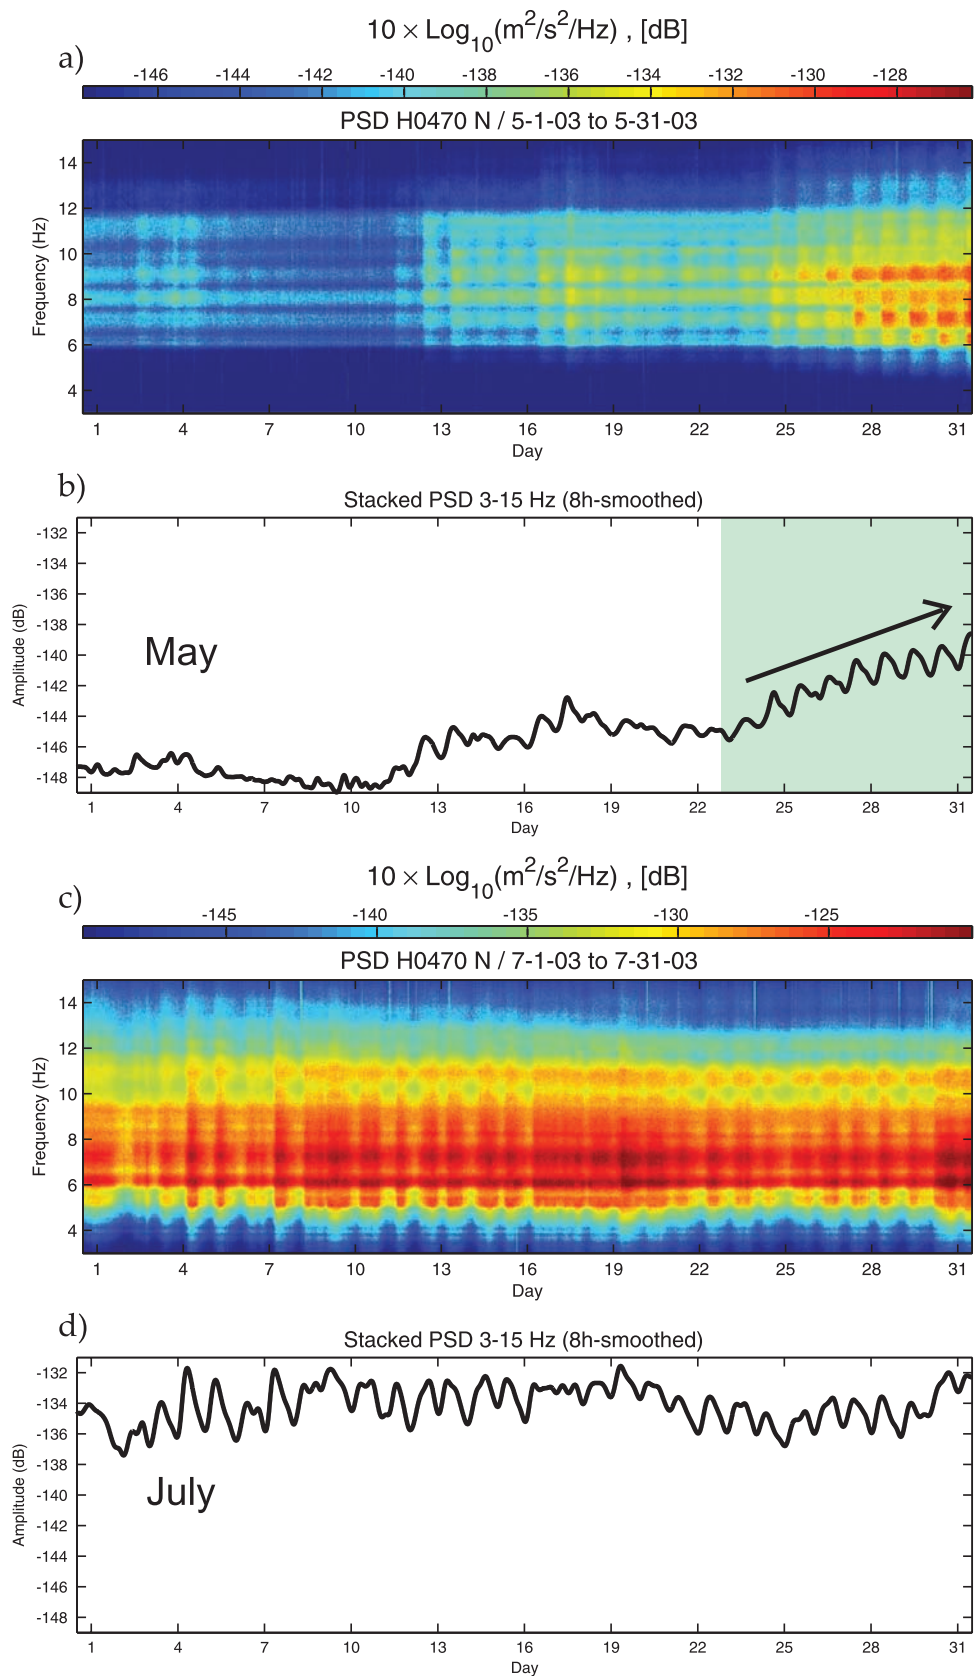 10 × Log10(m2/s2/Hz) , [dB]
a)
-146 -144 -142 -140 -138 -136 -134 -132 -130 -128
PSD H0470 N / 5-1-03 to 5-31-03
14
12
10
8
6
4
Frequency (Hz)
1 4 7 10 13 16 19 22 25 28 31
Day
b)
Stacked PSD 3-15 Hz (8h-smoothed)
-132
-134
-136
-138
-140
-142
-144
-146
-148
Amplitude (dB)
May
1 4 7 10 13 16 19 22 25 28 31
Day
10 × Log10(m2/s2/Hz) , [dB]
c)
-145 -140 -135 -130 -125
PSD H0470 N / 7-1-03 to 7-31-03
14
12
10
8
6
4
Frequency (Hz)
1 4 7 10 13 16 19 22 25 28 31
Day
d)
Stacked PSD 3-15 Hz (8h-smoothed)
-132
-134
-136
-138
-140
-142
-144
-146
-148
Amplitude (dB)
July
1 4 7 10 13 16 19 22 25 28 31
Day